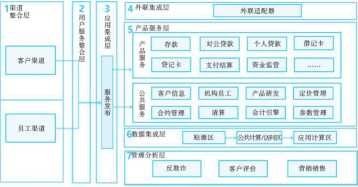 1渠道
整合层
客户渠道
员工渠道
2
用户服务整合层
3
应用集成层
服务发布
4外联集成层
外联适配器
5产品服务层
产品服务
存款
对公贷款
个人贷款
借记卡
贷记卡
支付结算
资金监管
……
公共服务
客户信息
机构员工
产品研发
定价管理
合约管理
清算
会计引擎
参数管理
6数据集成层
贴源区
公共计算
应用计算区
7管理分析层
反欺诈
客户评价
营销销售